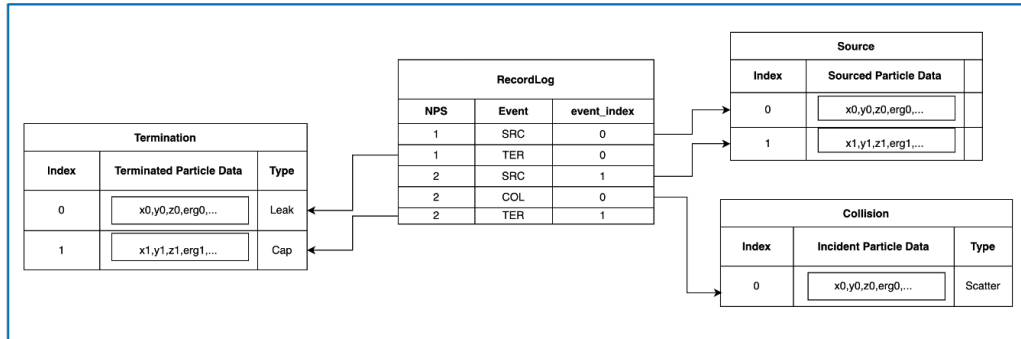 Termination
Index Terminated Particle Data Type
0 x0,y0,z0,erg0,... Leak
1 x1,y1,z1,erg1,... Cap
RecordLog
NPS Event event_index
1 SRC 0
1 TER 0
2 SRC 1
2 COL 0
2 TER 1
Source
Index Sourced Particle Data
0 x0,y0,z0,erg0,...
1 x1,y1,z1,erg1,...
Collision
Index Incident Particle Data Type
0 x0,y0,z0,erg0,... Scatter